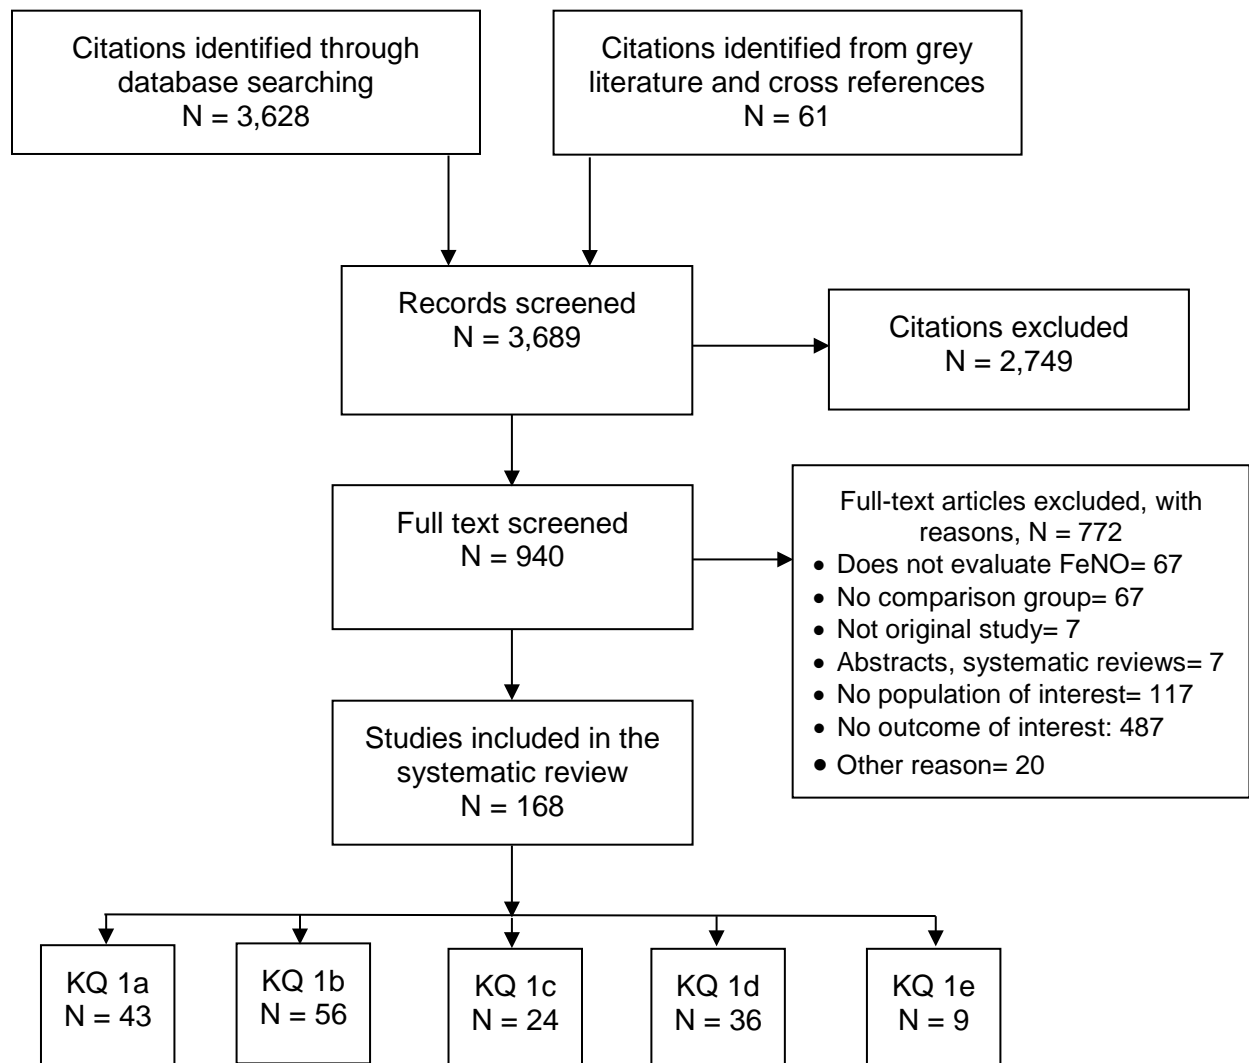 Citations identified through
database searching
N = 3,628
Citations identified from grey
literature and cross references
N = 61
Records screened
N = 3,689
Citations excluded
N = 2,749
Full text screened
N = 940
Full-text articles excluded, with
reasons, N = 772
• Does not evaluate FeNO= 67
• No comparison group= 67
• Not original study= 7
• Abstracts, systematic reviews= 7
• No population of interest= 117
• No outcome of interest: 487
• Other reason= 20
Studies included in the
systematic review
N = 168
KQ 1a
N = 43
KQ 1b
N = 56
KQ 1c
N = 24
KQ 1d
N = 36
KQ 1e
N = 9